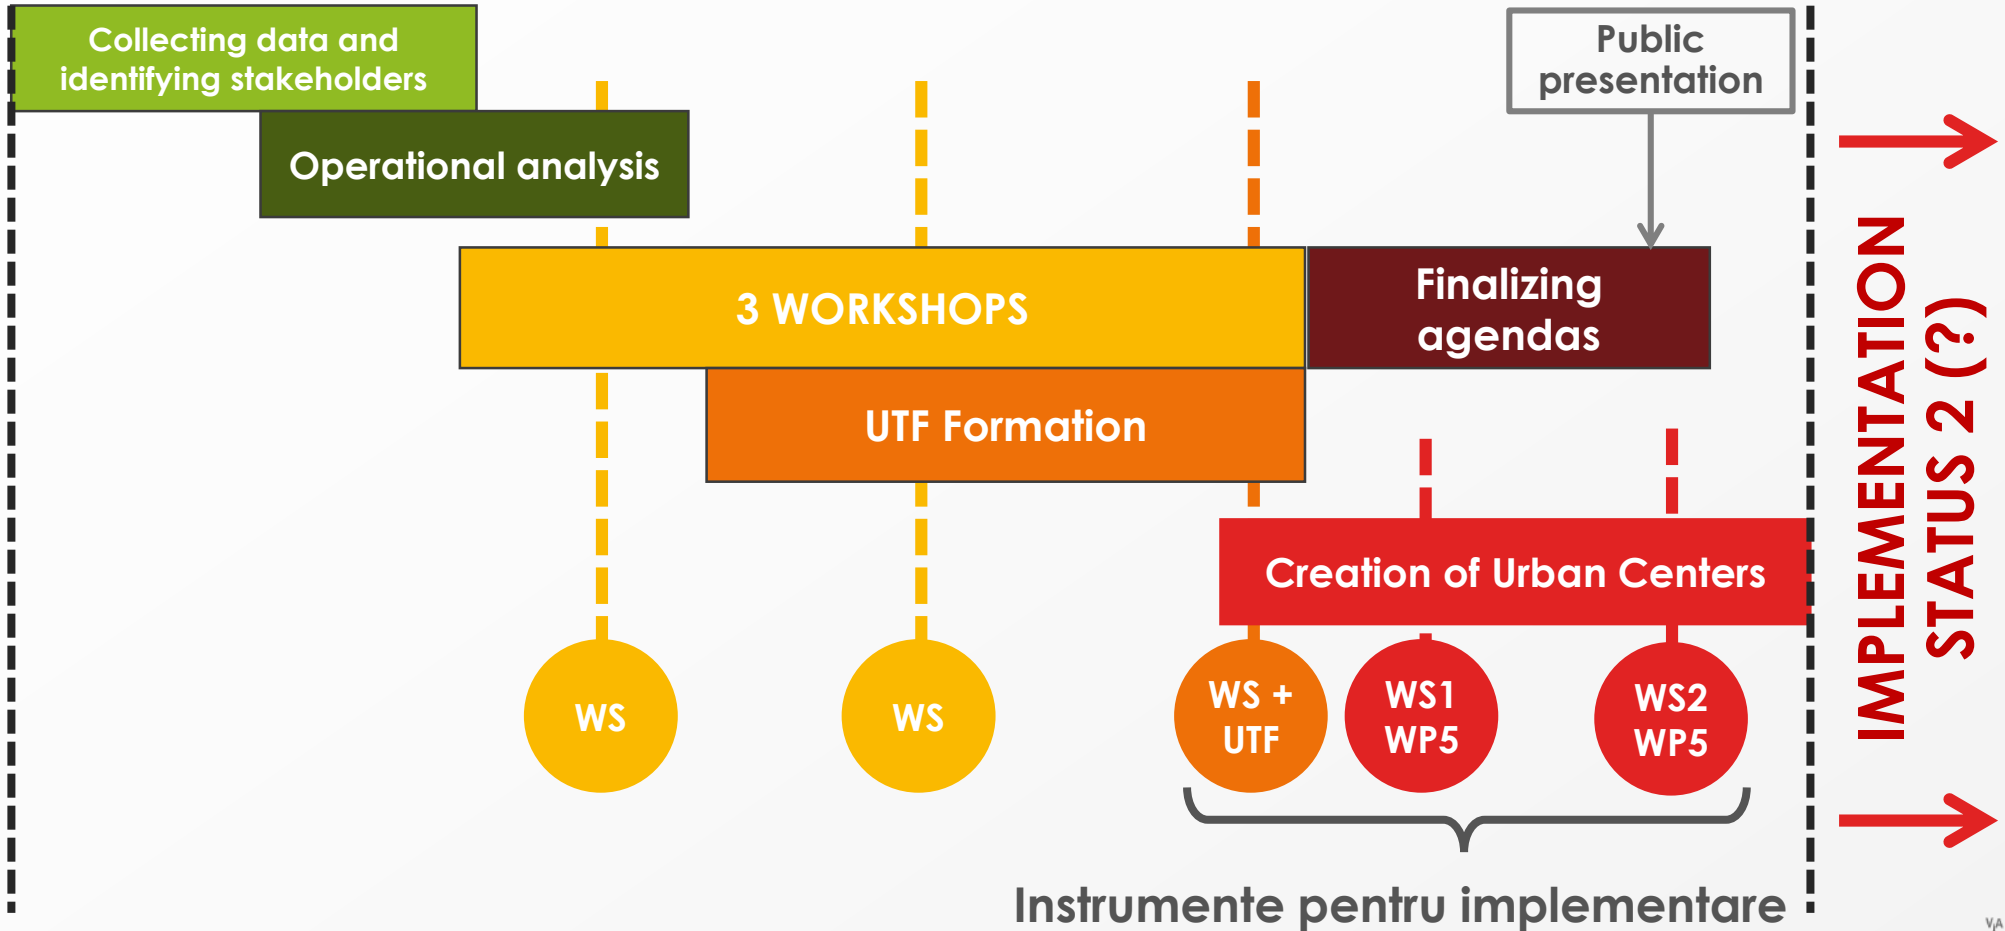 Collecting data and
identifying stakeholders
Public
presentation
Operational analysis
3 WORKSHOPS
Finalizing
agendas
UTF Formation
Creation of Urban Centers
WS
WS
WS +
UTF
WS1
WP5
WS2
WP5
Instrumente pentru implementare
IMPLEMENTATION
STATUS 2 (?)